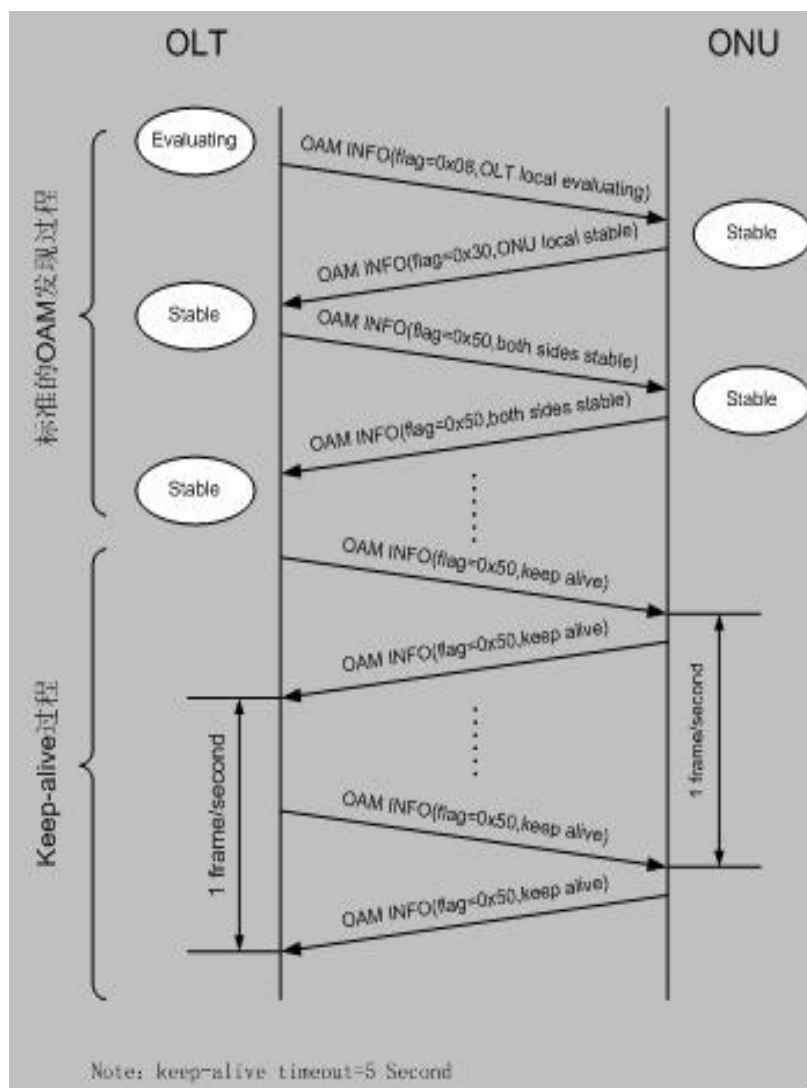 OLT
ONU
Evaluating
OAM INFO(flag=0x08,OLT local evaluating)
Stable
OAM INFO(flag=0x30,ONU local stable)
标准的OAM发现过程
Stable
OAM INFO(flag=0x50,both sides stable)
Stable
OAM INFO(flag=0x50,both sides stable)
Stable
OAM INFO(flag=0x50,keep alive)
OAM INFO(flag=0x50,keep alive)
Keep-alive过程
1 frame/second
1 frame/second
OAM INFO(flag=0x50,keep alive)
OAM INFO(flag=0x50,keep alive)
Note: keep-alive timeout=5 Second